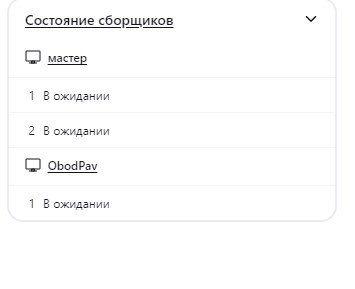 Состояние сборщиков
мастер
1 В ожидании
2 В ожидании
ObodPav
1 В ожидании